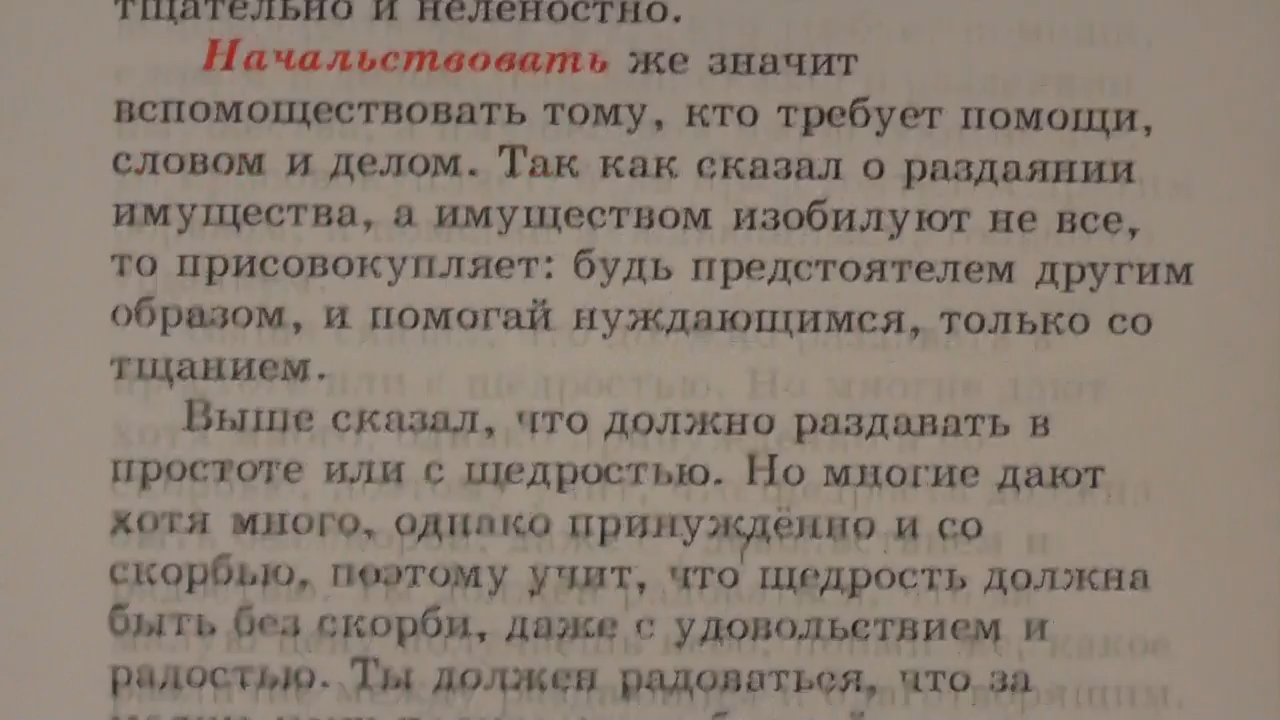 тщательно и неленостно.
Начальствовать же значит
вспомоществовать тому, кто требует помощи,
словом и делом. Так как сказал о раздаянии
имущества, а имуществом изобилуют не все,
то присовокупляет: будь предстоятелем другим
образом, и помогай нуждающимся, только со
тщанием.
Выше сказал, что должно раздавать в
простоте или с щедростью. Но многие дают
хотя много, однако принуждённо и со
скорбью, поэтому учит, что щедрость должна
быть без скорби, даже с удовольствием и
радостью. Ты должен радоваться, что за